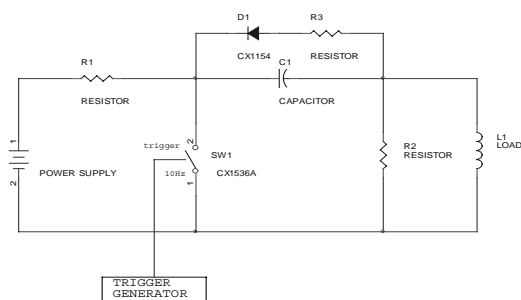 D1
R3
CX1154
RESISTOR
R1
C1
RESISTOR
CAPACITOR
L1
LOAD
1
2
POWER SUPPLY
trigger
10Hz
2
1
SW1
CX1536A
R2
RESISTOR
TRIGGER
GENERATOR